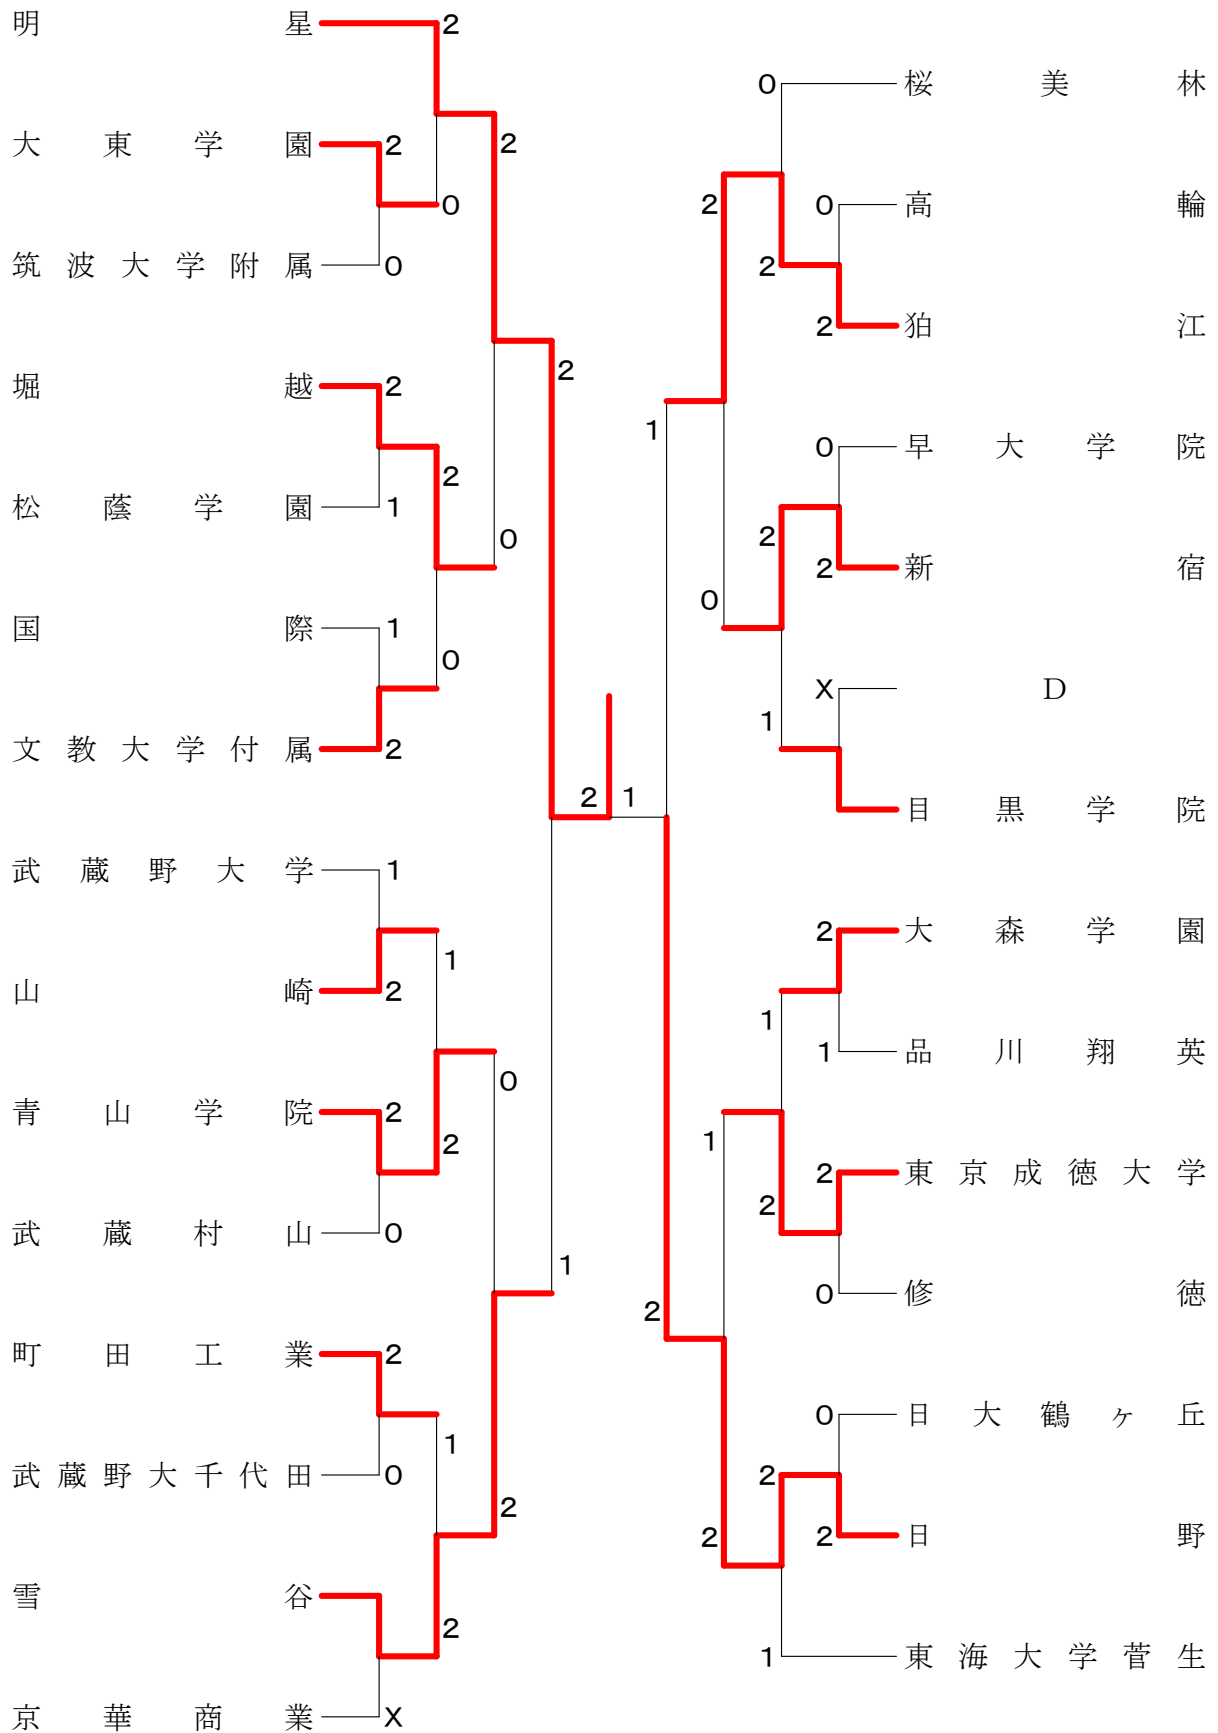 明星 2
大東学園 2
2
0
筑波大学附属 0
堀越 2
2
2
松蔭学園 1
0
国際 1
0
文教大学付属 2
2 1
武蔵野大学 1
1
山崎 2
0
青山学院 2
2
武蔵村山 0
1
町田工業 2
1
武蔵野大千代田 0
2
雪谷
2
京華商業 X
0 桜美林
2
0 高輪
2
2 狛江
1
0 早大学院
2
2 新宿
0
X D
1
目黒学院
2 大森学園
1
1 品川翔英
1
2 東京成徳大学
2
0 修徳
2
0 日大鶴ヶ丘
2
2
2 日野
1 東海大学菅生